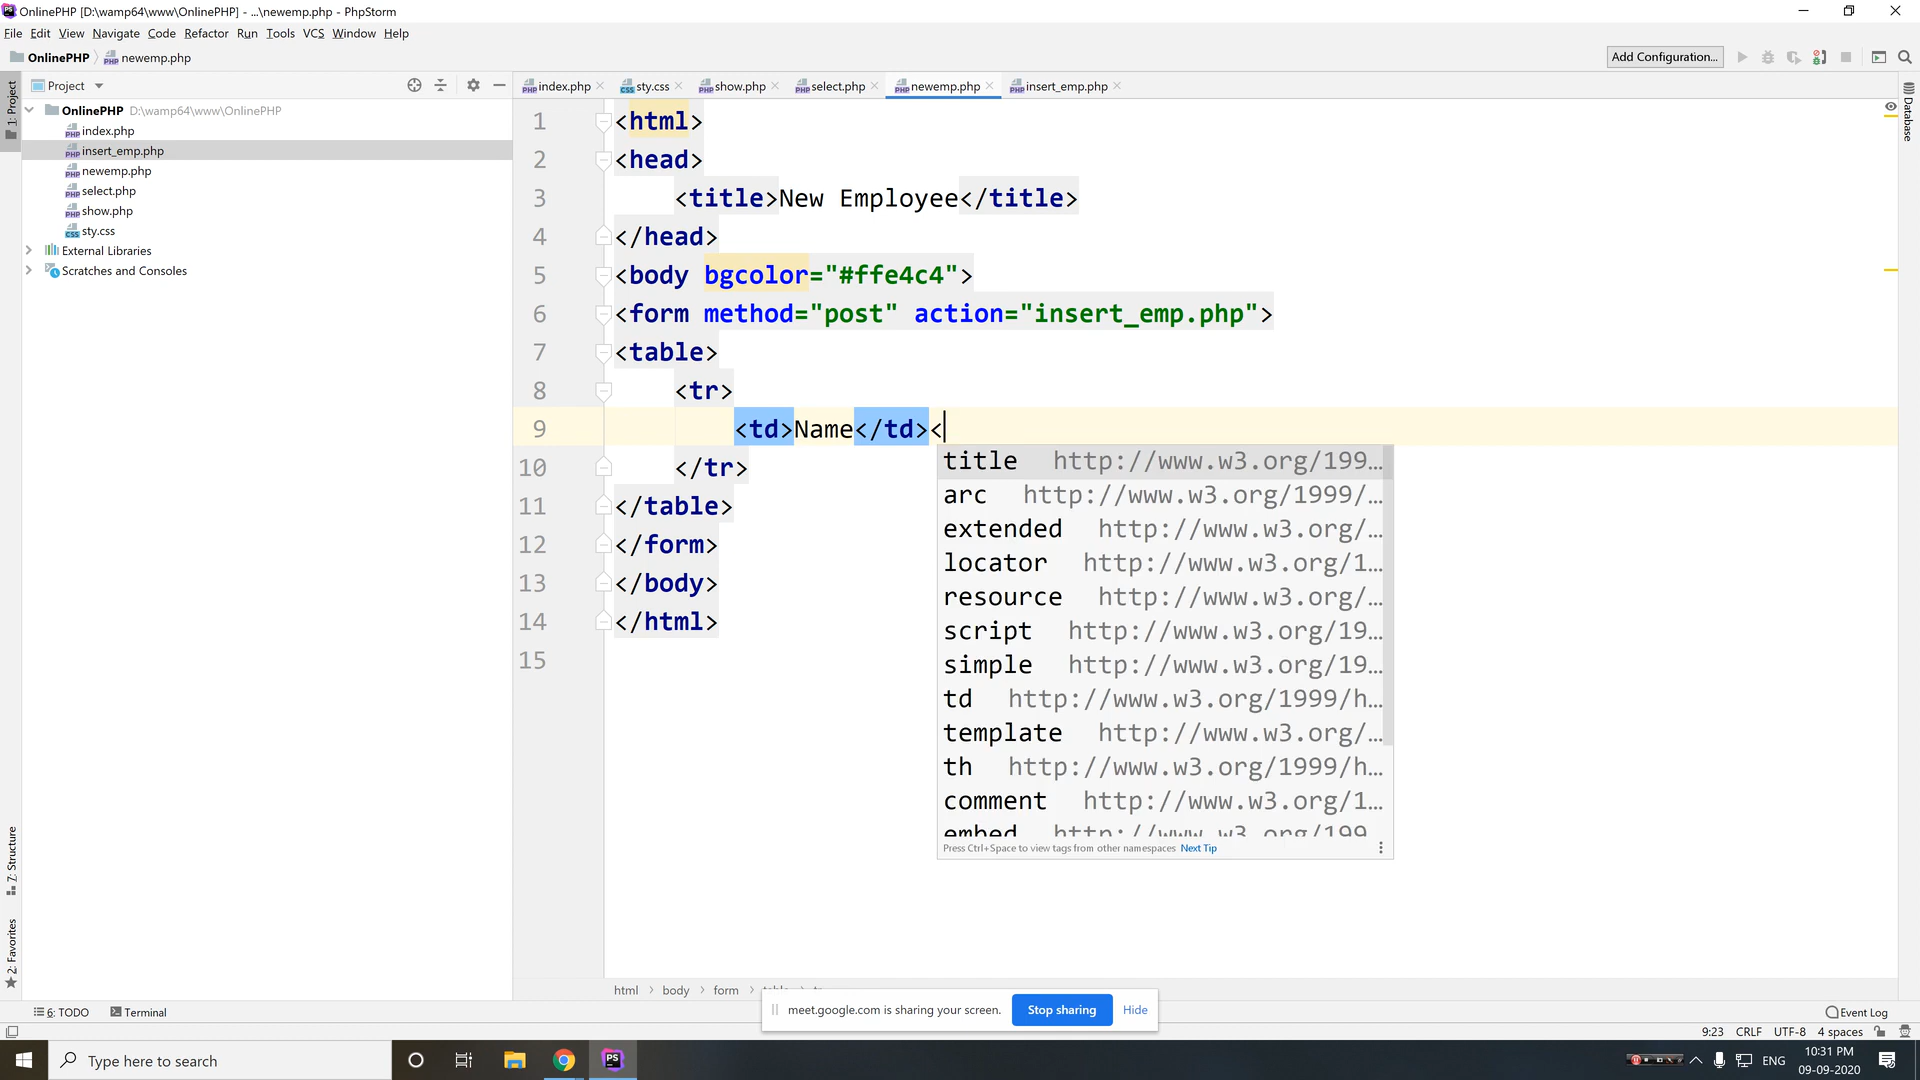 OnlinePHP [D:\wamp64\www\OnlinePHP] - ...\newemp.php - PhpStorm
File Edit View Navigate Code Refactor Run Tools VCS Window Help
OnlinePHP newemp.php Add Configuration...
1: Project
Project
index.php sty.css show.php select.php newemp.php insert_emp.php
Database
OnlinePHP D:\wamp64\www\OnlinePHP
index.php
insert_emp.php
newemp.php
select.php
show.php
sty.css
External Libraries
Scratches and Consoles
1 <html>
2 <head>
3 <title>New Employee</title>
4 </head>
5 <body bgcolor="#ffe4c4">
6 <form method="post" action="insert_emp.php">
7 <table>
8 <tr>
9 <td>Name</td><
10 </tr>
11 </table>
12 </form>
13 </body>
14 </html>
15
title http://www.w3.org/199...
arc http://www.w3.org/1999/...
extended http://www.w3.org/...
locator http://www.w3.org/1...
resource http://www.w3.org/...
script http://www.w3.org/19...
simple http://www.w3.org/19...
td http://www.w3.org/1999/h...
template http://www.w3.org/...
th http://www.w3.org/1999/h...
comment http://www.w3.org/1...
embed http://www.w3.org/199
Press Ctrl+Space to view tags from other namespaces Next Tip
7: Structure
2: Favorites
html body form
meet.google.com is sharing your screen. Stop sharing Hide
6: TODO Terminal Event Log
9:23 CRLF UTF-8 4 spaces
Type here to search
ENG
10:31 PM
09-09-2020